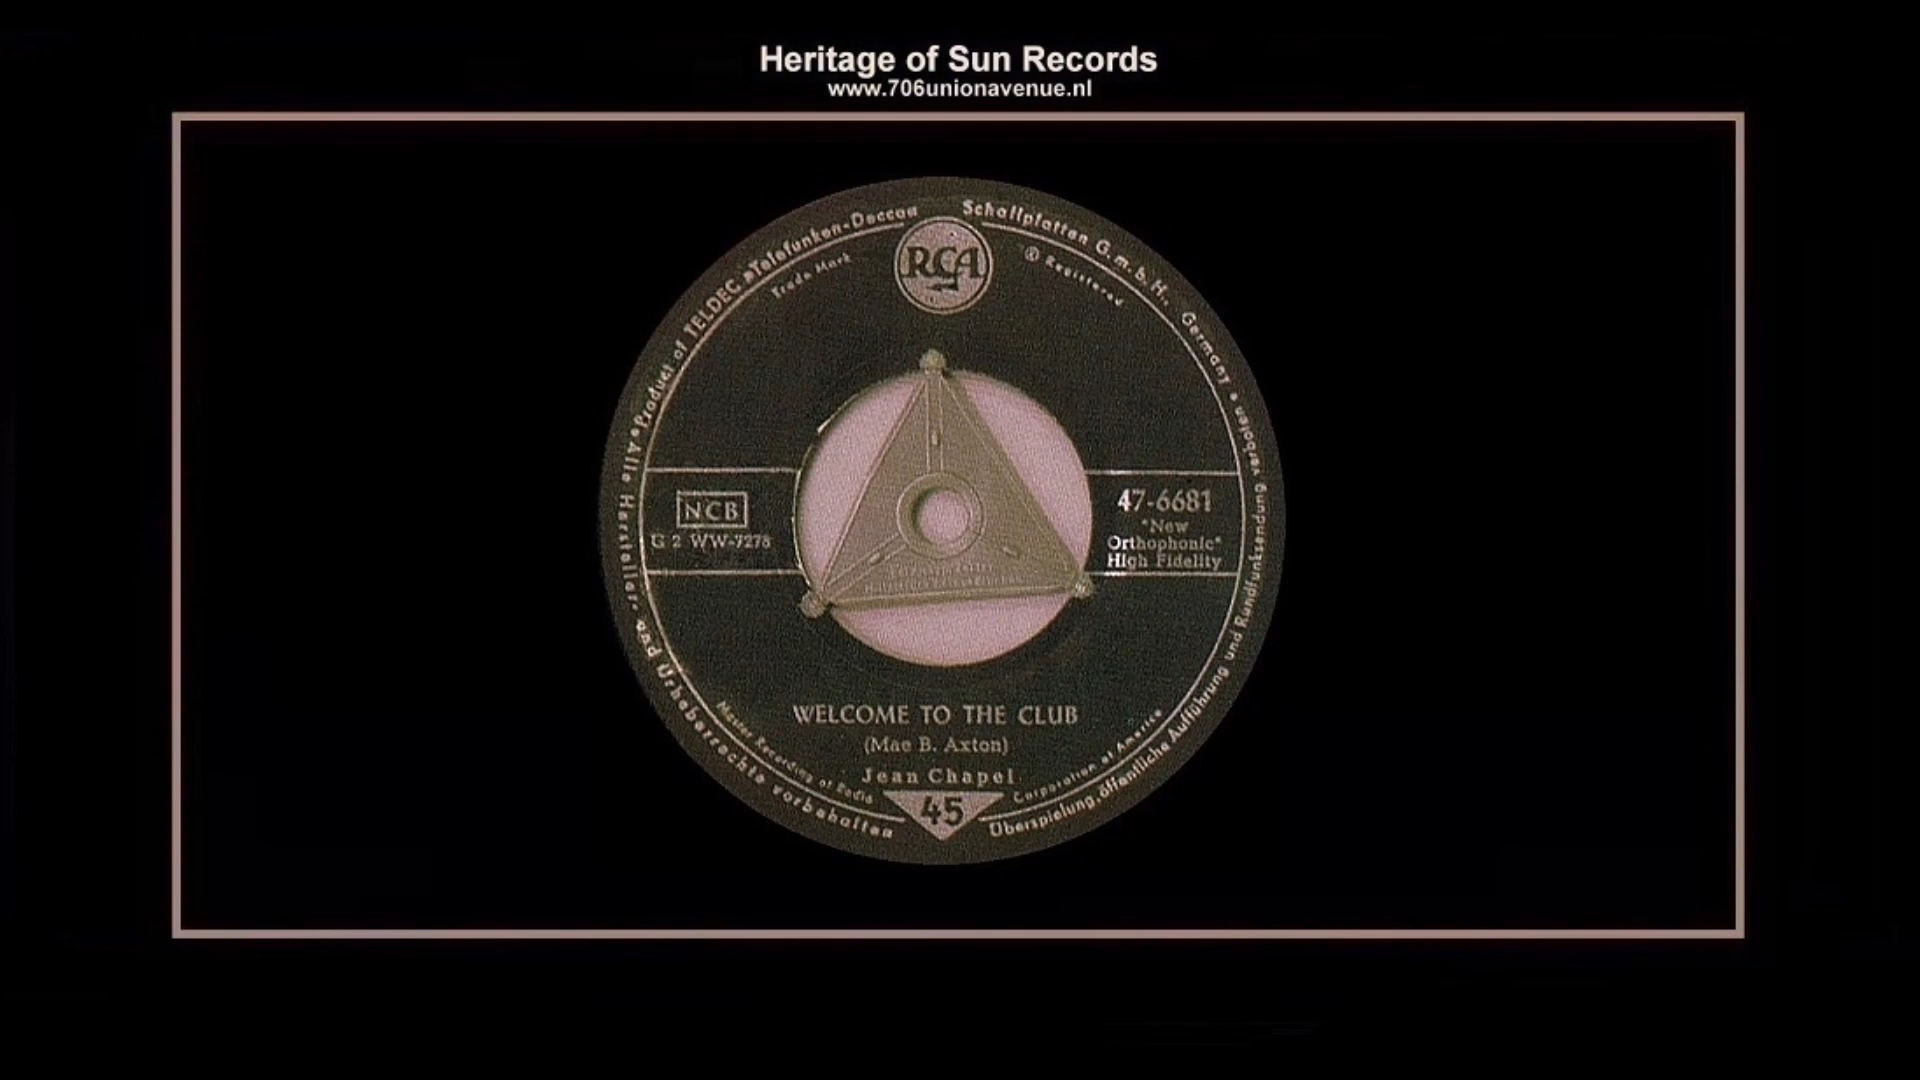 Heritage of Sun Records
www.706unionavenue.nl
Product of TELDEC »Telefunken-Decca« Schallplatten G.m.b.H., Germany • Alle Hersteller- und Urheberrechte vorbehalten
Überspielung, öffentliche Aufführung und Rundfunksendung verboten
Trade Mark
RCA
® Registered
NCB
G 2 WW-7278
47-6681
"New
Orthophonic"
High Fidelity
WELCOME TO THE CLUB
(Mae B. Axton)
Jean Chapel
Master Recording of Radio Corporation of America
45